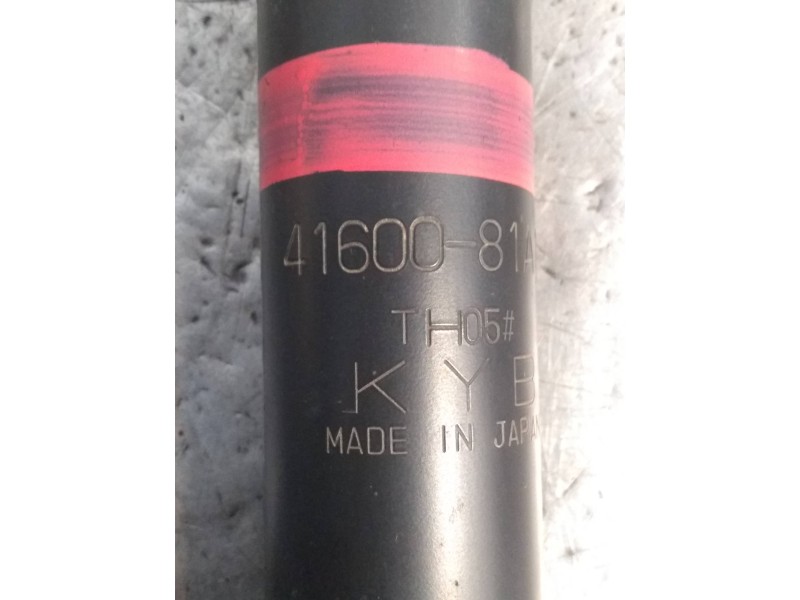 41600-81A
TH05#
KYB
MADE IN JAPAN